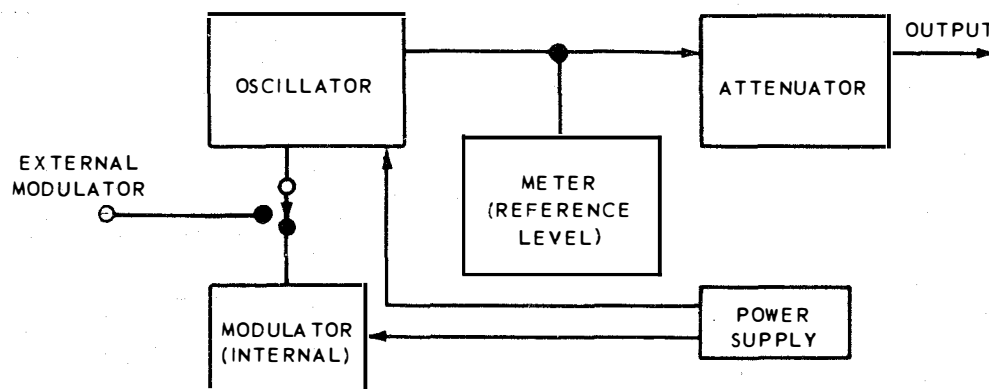 OUTPUT
OSCILLATOR
ATTENUATOR
EXTERNAL
MODULATOR
METER
(REFERENCE
LEVEL)
MODULATOR
(INTERNAL)
POWER
SUPPLY